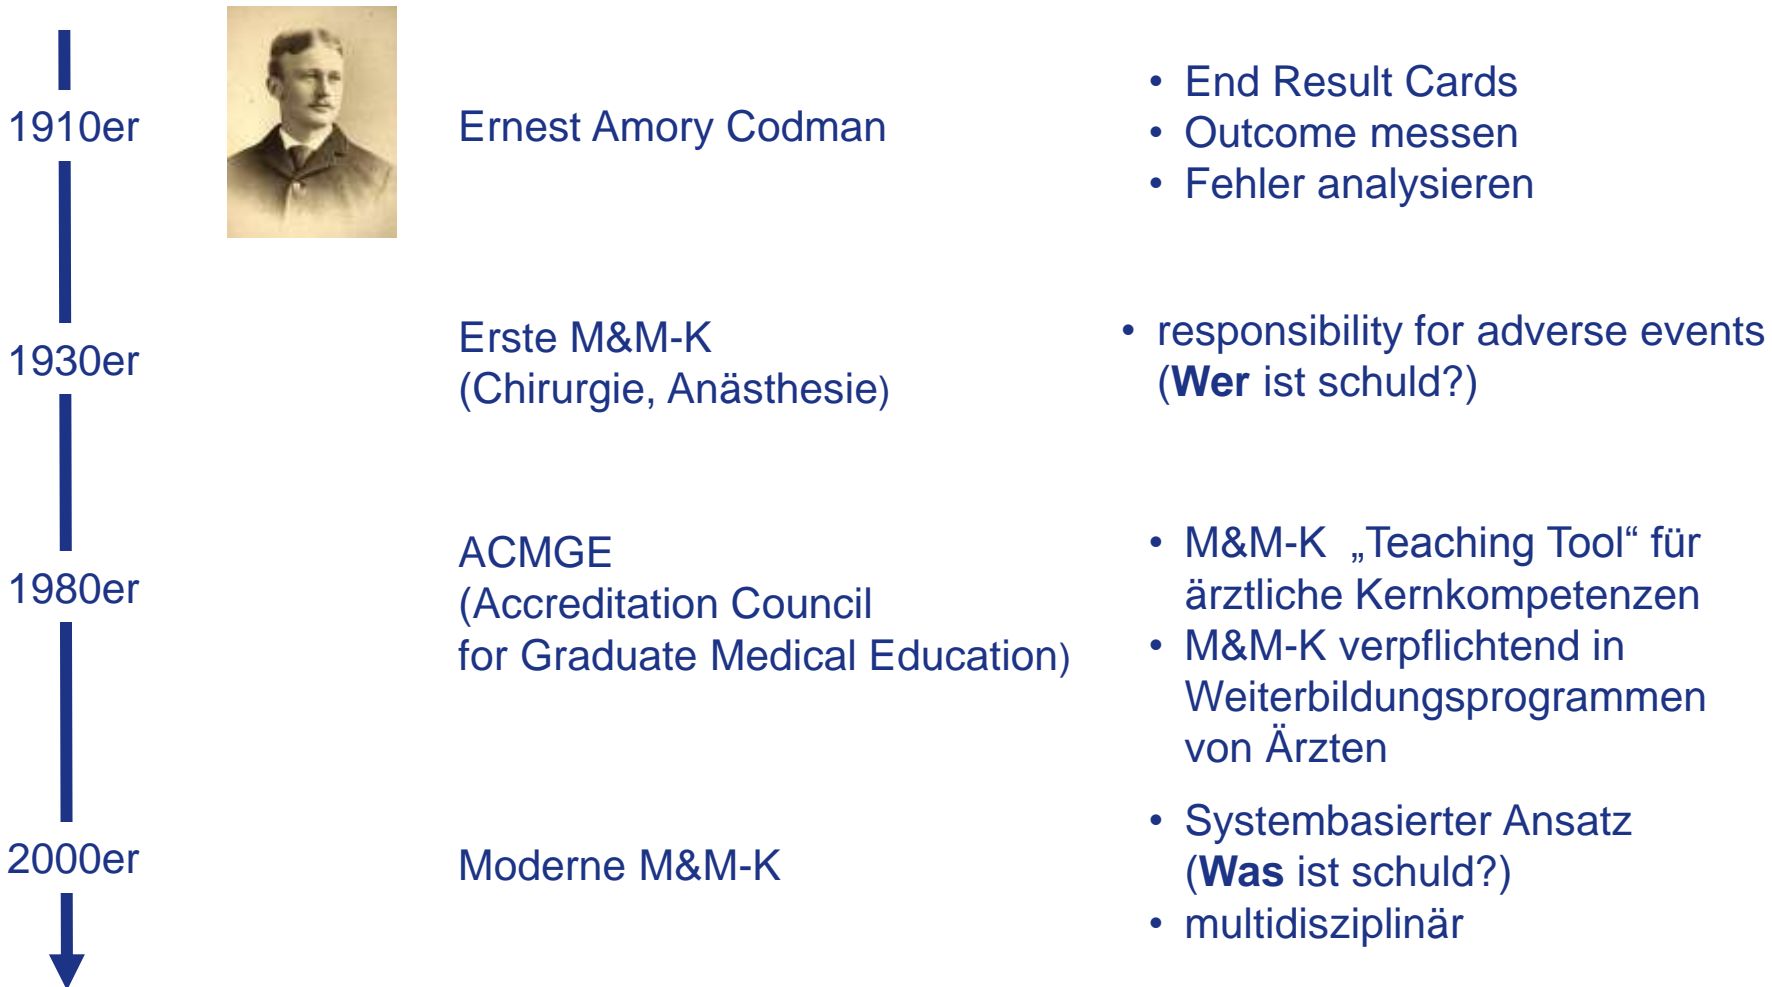 1910er
Ernest Amory Codman
• End Result Cards
• Outcome messen
• Fehler analysieren
1930er
Erste M&M-K
(Chirurgie, Anästhesie)
• responsibility for adverse events
(Wer ist schuld?)
1980er
ACMGE
(Accreditation Council
for Graduate Medical Education)
• M&M-K „Teaching Tool“ für
ärztliche Kernkompetenzen
• M&M-K verpflichtend in
Weiterbildungsprogrammen
von Ärzten
2000er
Moderne M&M-K
• Systembasierter Ansatz
(Was ist schuld?)
• multidisziplinär